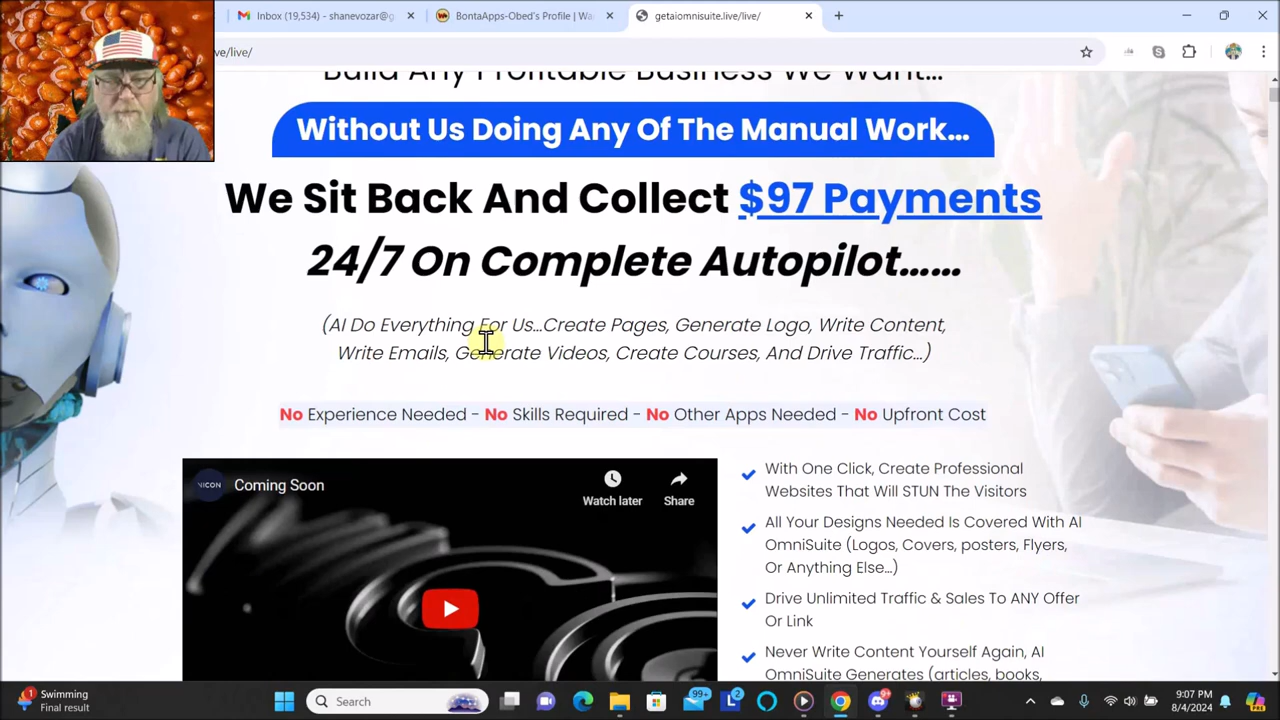 Inbox (19,534) - shanevozar@g
BontaApps-Obed's Profile | Wa
getaiomnisuite.live/live/
ve/live/
Build Any Profitable Business We Want...
Without Us Doing Any Of The Manual Work...
We Sit Back And Collect $97 Payments
24/7 On Complete Autopilot......
(AI Do Everything For Us...Create Pages, Generate Logo, Write Content,
Write Emails, Generate Videos, Create Courses, And Drive Traffic...)
No Experience Needed - No Skills Required - No Other Apps Needed - No Upfront Cost
NICON
Coming Soon
Watch later
Share
With One Click, Create Professional
Websites That Will STUN The Visitors
All Your Designs Needed Is Covered With AI
OmniSuite (Logos, Covers, posters, Flyers,
Or Anything Else...)
Drive Unlimited Traffic & Sales To ANY Offer
Or Link
Never Write Content Yourself Again, AI
OmniSuite Generates (articles, books,
1
Swimming
Final result
Search
99+
2
9:07 PM
8/4/2024